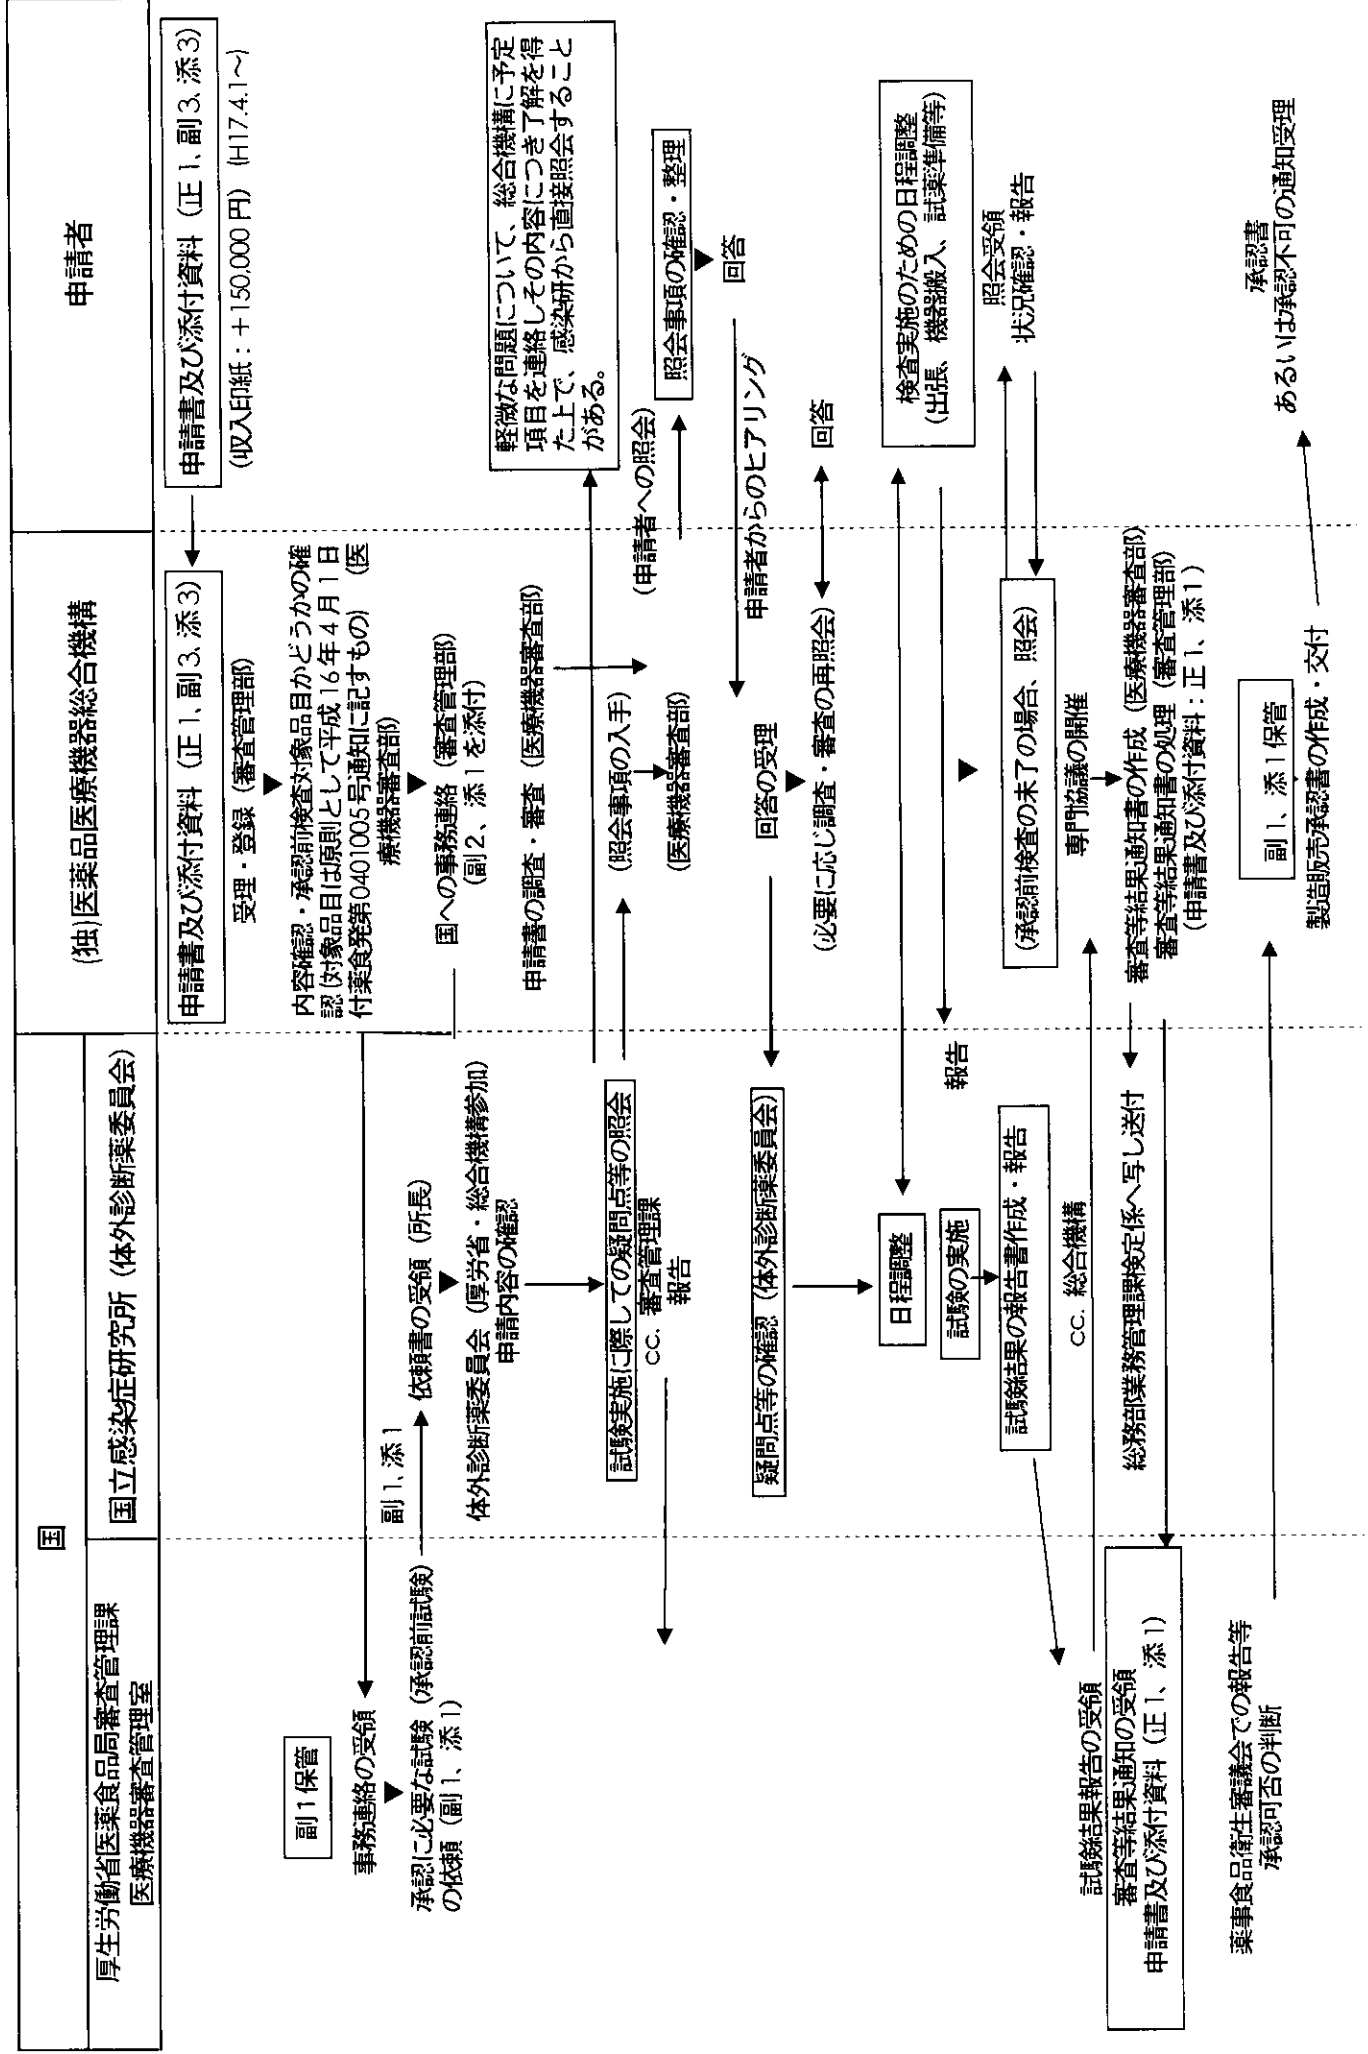 国
厚生労働省医薬食品局審査管理課
医療機器審査管理室
国立感染症研究所（体外診断薬委員会）
(独)医薬品医療機器総合機構
申請者
申請書及び添付資料（正１、副３、添３）
(収入印紙：＋150,000 円)（H17.4.1～）
申請書及び添付資料（正１、副３、添３）
受理・登録（審査管理部）
内容確認・承認前検査対象品目かどうかの確
認(対象品目は原則として平成１６年４月１日
付薬食発第0401005号通知に記すもの)（医
療機器審査部）
国への事務連絡（審査管理部）
(副２、添１を添付)
副１保管
事務連絡の受領
承認に必要な試験（承認前試験）
の依頼（副１、添１）
副１、添１
依頼書の受領（所長）
体外診断薬委員会（厚労省・総合機構参加）
申請内容の確認
申請書の調査・審査（医療機器審査部）
軽微な問題について、総合機構に予定
項目を連絡しその内容につき了解を得
た上で、感染研から直接照会すること
がある。
試験実施に際しての疑問点等の照会
cc. 審査管理課
報告
(照会事項の入手)
(医療機器審査部)
(申請者への照会)
照会事項の確認・整理
回答
申請者からのヒアリング
回答の受理
疑問点等の確認（体外診断薬委員会）
(必要に応じ調査・審査の再照会)
回答
検査実施のための日程調整
(出張、機器搬入、試薬準備等)
日程調整
報告
試験の実施
試験結果の報告書作成・報告
cc. 総合機構
照会受領
状況確認・報告
(承認前検査の未了の場合、照会)
専門協議の開催
試験結果報告の受領
審査等結果通知書の作成（医療機器審査部）
審査等結果通知書の処理（審査管理部）
(申請書及び添付資料：正１、添１)
総務部業務管理課検定係へ写し送付
審査等結果通知の受領
申請書及び添付資料（正１、添１）
薬事食品衛生審議会での報告等
承認可否の判断
副１、添１保管
製造販売承認書の作成・交付
承認書
あるいは承認不可の通知受理